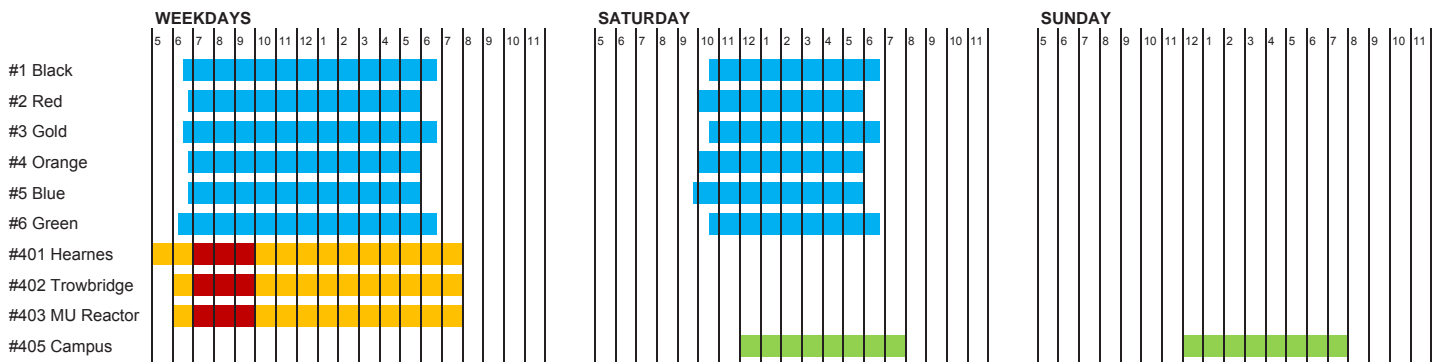 WEEKDAYS SATURDAY SUNDAY
5 6 7 8 9 10 11 12 1 2 3 4 5 6 7 8 9 10 11 5 6 7 8 9 10 11 12 1 2 3 4 5 6 7 8 9 10 11 5 6 7 8 9 10 11 12 1 2 3 4 5 6 7 8 9 10 11
#1 Black
#2 Red
#3 Gold
#4 Orange
#5 Blue
#6 Green
#401 Hearnes
#402 Trowbridge
#403 MU Reactor
#405 Campus